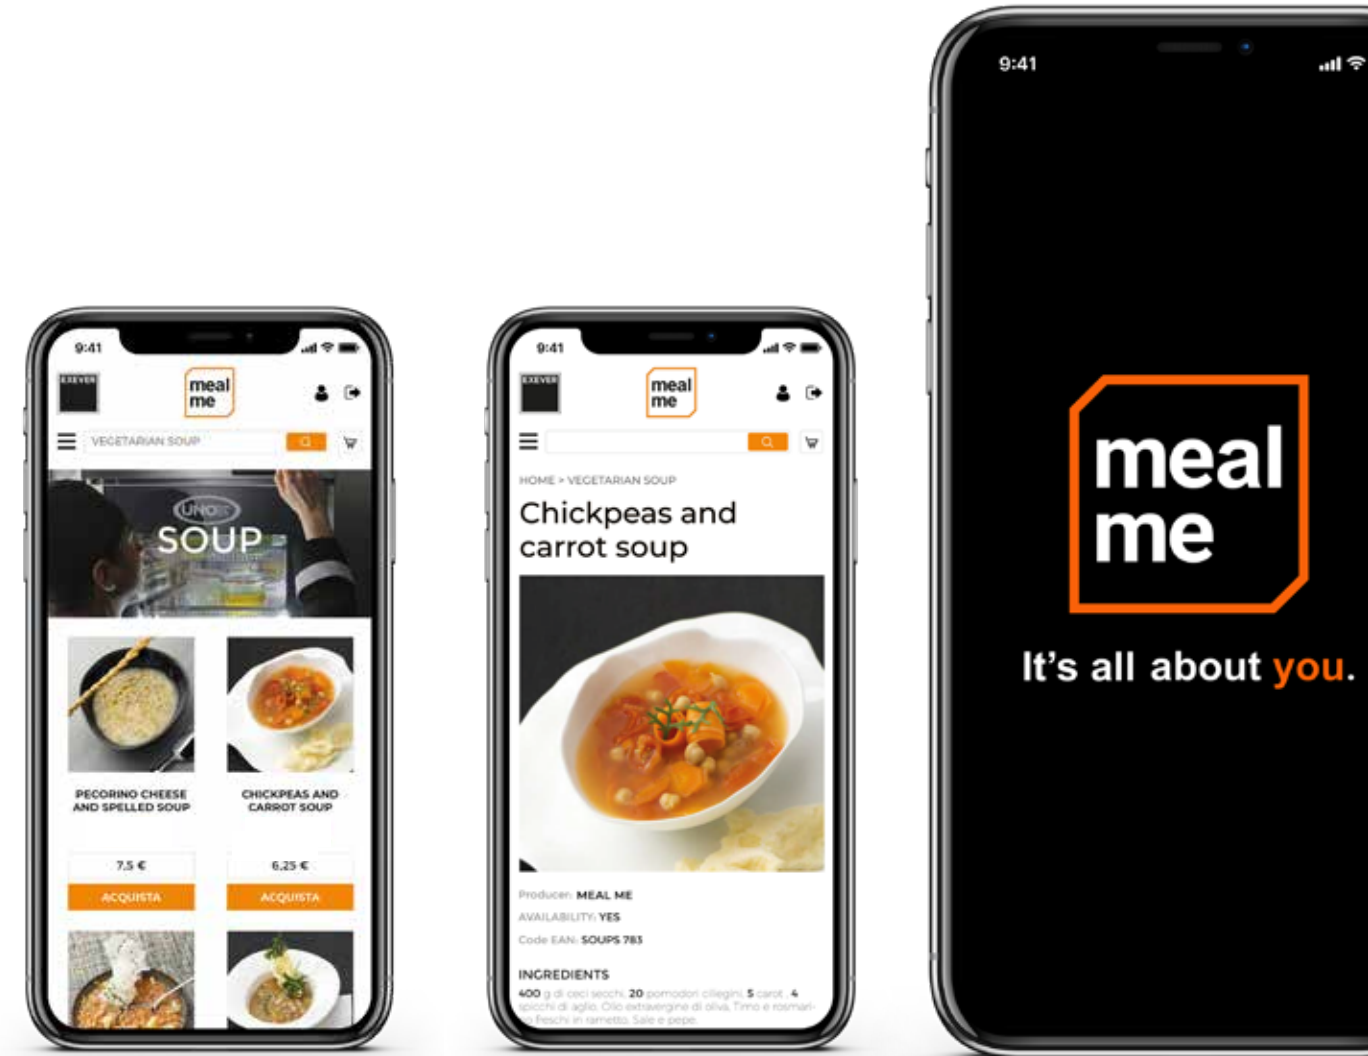 9:41
EXEVER
meal
me
VEGETARIAN SOUP
UNOX
SOUP
PECORINO CHEESE
AND SPELLED SOUP
7.5 €
ACQUISTA
CHICKPEAS AND
CARROT SOUP
6,25 €
ACQUISTA
9:41
EXEVER
meal
me
HOME > VEGETARIAN SOUP
Chickpeas and
carrot soup
Producer: MEAL ME
AVAILABILITY: YES
Code EAN: SOUPS 783
INGREDIENTS
400 g di ceci secchi, 20 pomodori ciliegini, 5 carot , 4
spicchi di aglio. Olio extravergine di oliva, Timo e rosmari-
no freschi in rametto. Sale e pepe.
9:41
meal
me
It's all about you.